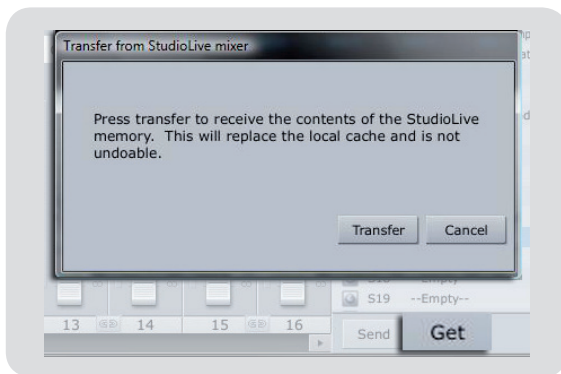 Transfer from StudioLive mixer
Press transfer to receive the contents of the StudioLive
memory. This will replace the local cache and is not
undoable.
Transfer Cancel
S19 --Empty--
13 14 15 16
Send Get